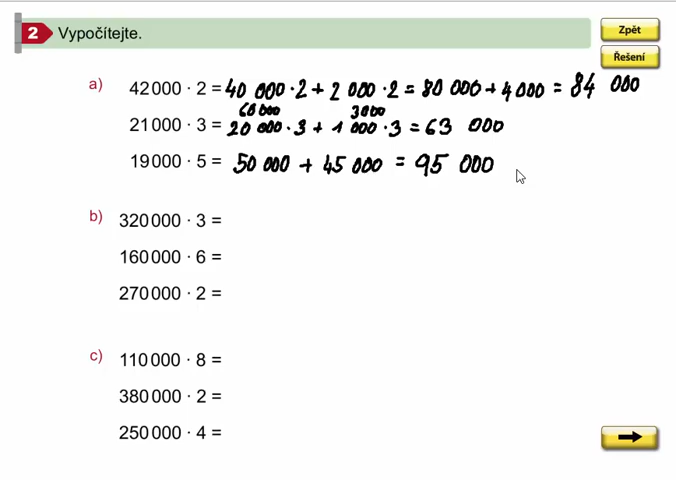 2 Vypočítejte.
Zpět
Řešení
a) 42 000 · 2 = 40 000 · 2 + 2 000 · 2 = 80 000 + 4 000 = 84 000
60 000 3000
21 000 · 3 = 20 000 · 3 + 1 000 · 3 = 63 000
19 000 · 5 = 50 000 + 45 000 = 95 000
b) 320 000 · 3 =
160 000 · 6 =
270 000 · 2 =
c) 110 000 · 8 =
380 000 · 2 =
250 000 · 4 =